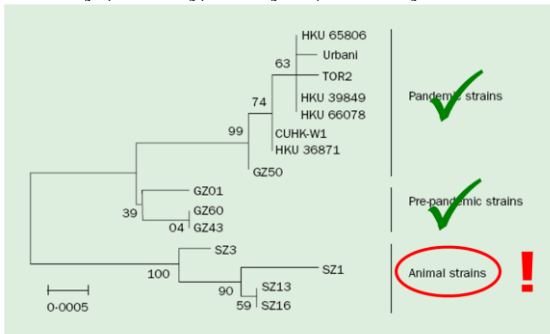 HKU 65806
63
Urbani
TOR2
74
HKU 39849
HKU 66078
Pandemic strains
99
CUHK-W1
HKU 36871
GZ50
GZ01
39
GZ60
04
GZ43
Pre-pandemic strains
SZ3
100
SZ1
90
SZ13
59
SZ16
Animal strains
!
0-0005